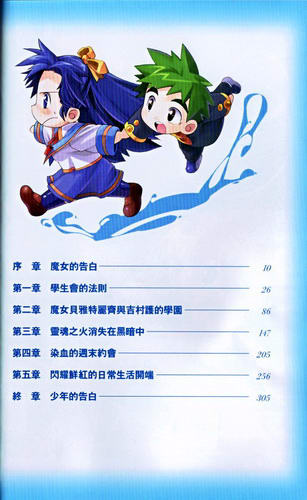 序　章　魔女的告白 10
第一章　學生會的法則 26
第二章　魔女貝雅特麗齊與吉村護的學園 86
第三章　靈魂之火消失在黑暗中 147
第四章　染血的週末約會 205
第五章　閃耀鮮紅的日常生活開端 256
終　章　少年的告白 305